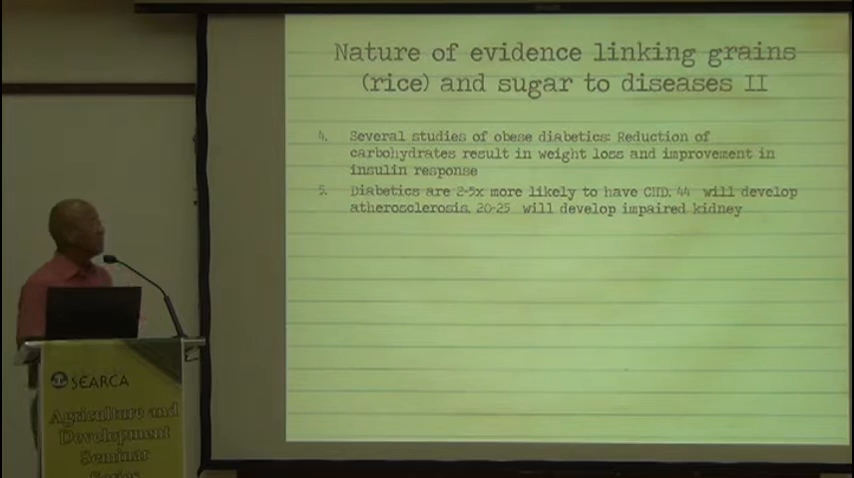 Nature of evidence linking grains
(rice) and sugar to diseases II
4. Several studies of obese diabetics: Reduction of
carbohydrates result in weight loss and improvement in
insulin response
5. Diabetics are 2-5x more likely to have CHD. 44 will develop
atherosclerosis. 20-25 will develop impaired kidney
SEARCA
Agriculture and
Development
Seminar
Series